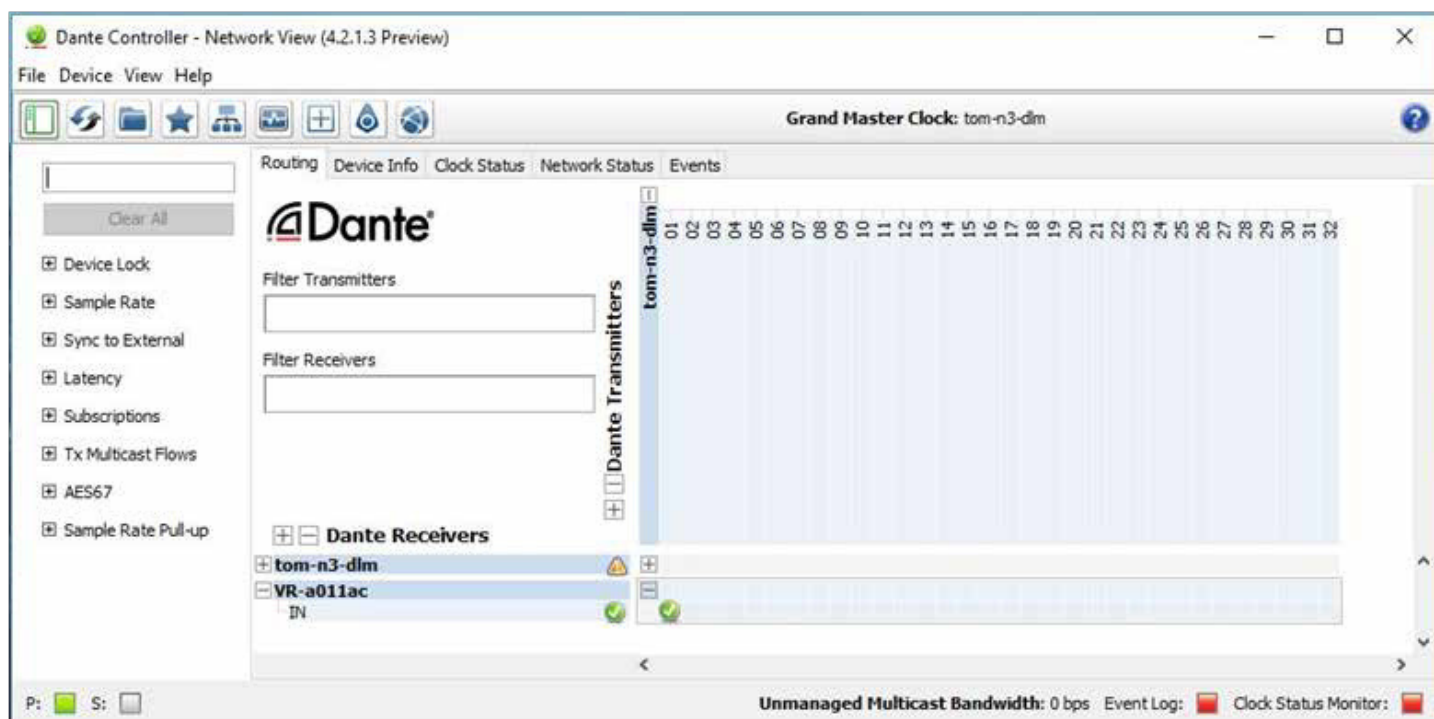 Dante Controller - Network View (4.2.1.3 Preview)
File Device View Help
Grand Master Clock: tom-n3-dlm
Clear All
Device Lock
Sample Rate
Sync to External
Latency
Subscriptions
Tx Multicast Flows
AES67
Sample Rate Pull-up
Routing Device Info Clock Status Network Status Events
Dante®
Filter Transmitters
Filter Receivers
Dante Transmitters
tom-n3-dlm
01 02 03 04 05 06 07 08 09 10 11 12 13 14 15 16 17 18 19 20 21 22 23 24 25 26 27 28 29 30 31 32
Dante Receivers
tom-n3-dlm
VR-a011ac
IN
P: S: Unmanaged Multicast Bandwidth: 0 bps Event Log: Clock Status Monitor: